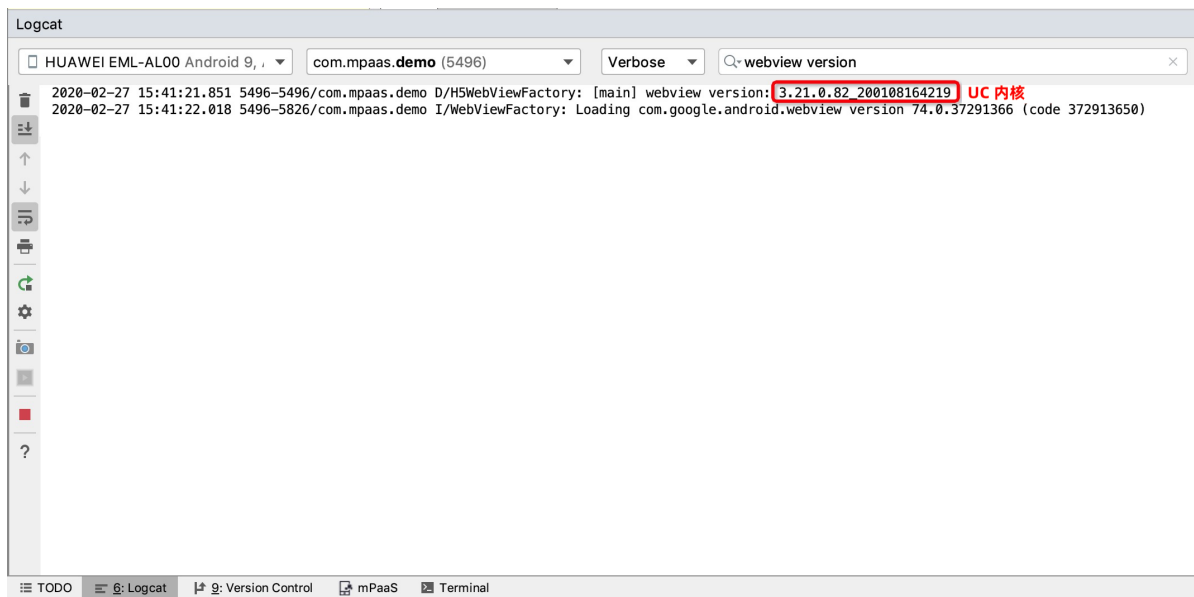 Logcat
HUAWEI EML-AL00 Android 9, com.mpaas.demo (5496) Verbose webview version
2020-02-27 15:41:21.851 5496-5496/com.mpaas.demo D/H5WebViewFactory: [main] webview version: 3.21.0.82_200108164219 UC 内核
2020-02-27 15:41:22.018 5496-5826/com.mpaas.demo I/WebViewFactory: Loading com.google.android.webview version 74.0.37291366 (code 372913650)
?
TODO 6: Logcat 9: Version Control mPaaS Terminal